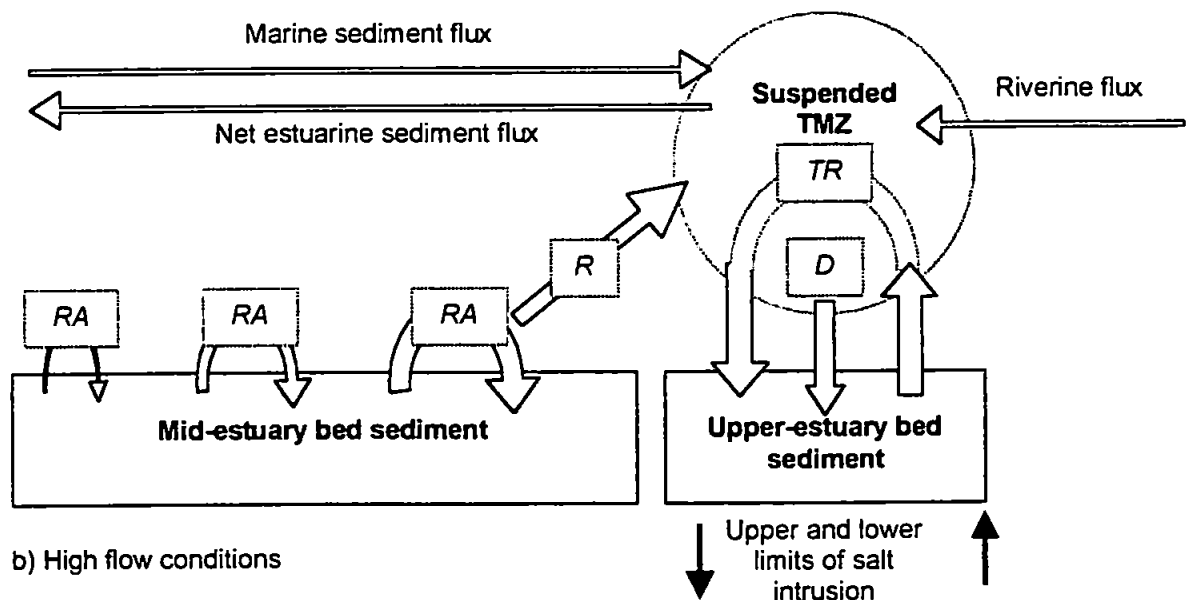 Marine sediment flux
Net estuarine sediment flux
Suspended
TMZ
Riverine flux
TR
R
D
RA
RA
RA
Mid-estuary bed sediment
Upper-estuary bed
sediment
b) High flow conditions
Upper and lower
limits of salt
intrusion